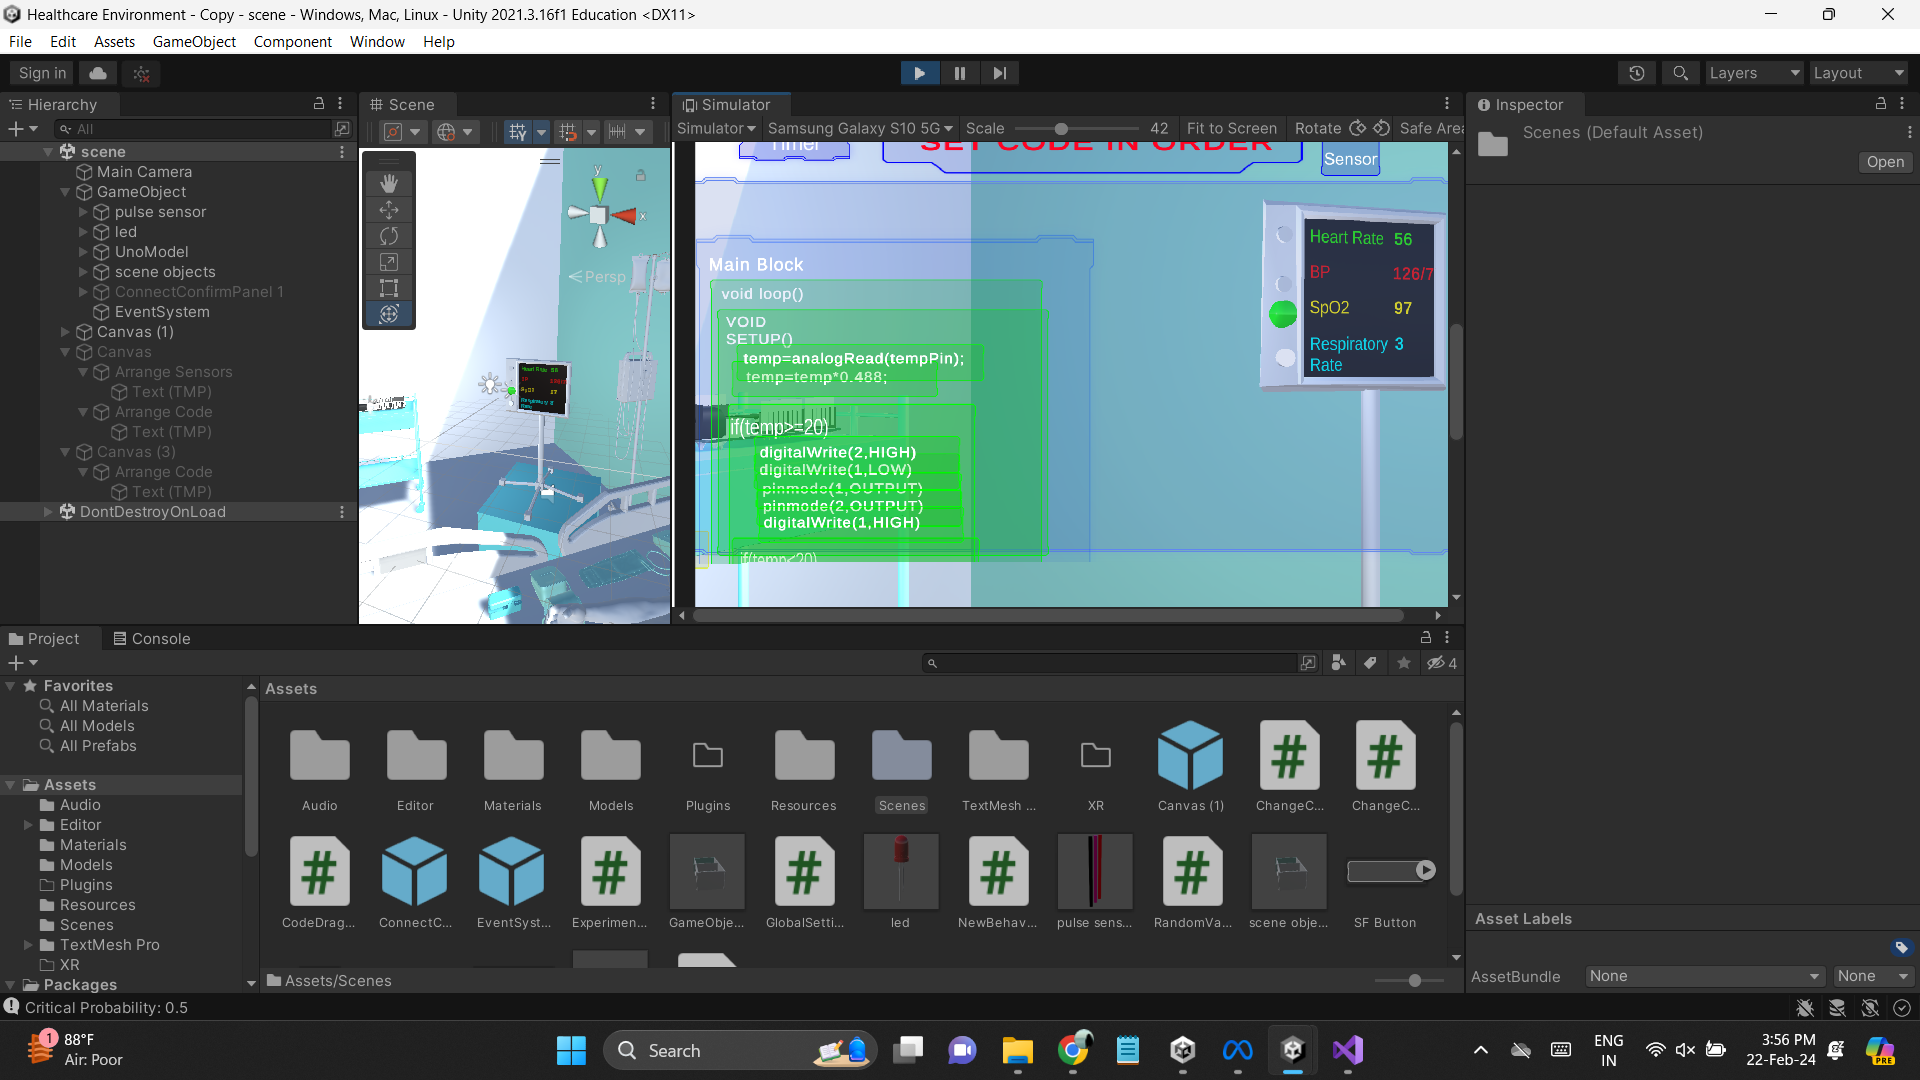 Healthcare Environment - Copy - scene - Windows, Mac, Linux - Unity 2021.3.16f1 Education <DX11>
File Edit Assets GameObject Component Window Help
Sign in
Layers
Layout
Hierarchy
All
scene
Main Camera
GameObject
pulse sensor
led
UnoModel
scene objects
ConnectConfirmPanel 1
EventSystem
Canvas (1)
Canvas
Arrange Sensors
Text (TMP)
Arrange Code
Text (TMP)
Canvas (3)
Arrange Code
Text (TMP)
DontDestroyOnLoad
Scene
y
x
Persp
Simulator
Simulator Samsung Galaxy S10 5G Scale 42 Fit to Screen Rotate Safe Area
Timer
SET CODE IN ORDER
Sensor
Main Block
void loop()
VOID
SETUP()
temp=analogRead(tempPin);
temp=temp*0.488;
if(temp>=20)
digitalWrite(2,HIGH)
digitalWrite(1,LOW)
pinmode(1,OUTPUT)
pinmode(2,OUTPUT)
digitalWrite(1,HIGH)
if(temp<20)
Heart Rate 56
BP 126/7
SpO2 97
Respiratory 3
Rate
Inspector
Scenes (Default Asset)
Open
Project
Console
4
Favorites
All Materials
All Models
All Prefabs
Assets
Audio
Editor
Materials
Models
Plugins
Resources
Scenes
TextMesh Pro
XR
Packages
Assets
Audio Editor Materials Models Plugins Resources Scenes TextMesh ... XR Canvas (1) ChangeC... ChangeC...
CodeDrag... ConnectC... EventSyst... Experimen... GameObje... GlobalSetti... led NewBehav... pulse sens... RandomVa... scene obje... SF Button
Assets/Scenes
Asset Labels
AssetBundle None None
Critical Probability: 0.5
1
88°F
Air: Poor
Search
ENG
IN
3:56 PM
22-Feb-24
PRE